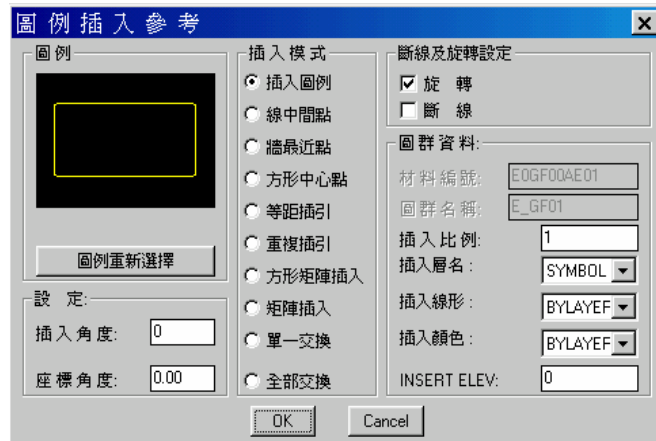 圖例插入參考
圖例
圖例重新選擇
設 定:
插入角度: 0
座標角度: 0.00
插入模式
插入圖例
線中間點
牆最近點
方形中心點
等距插引
重複插引
方形矩陣插入
矩陣插入
單一交換
全部交換
斷線及旋轉設定
旋 轉
斷 線
圖群資料:
材料編號: E0GF00AE01
圖群名稱: E_GF01
插入比例: 1
插入層名: SYMBOL
插入線形: BYLAYEF
插入顏色: BYLAYEF
INSERT ELEV: 0
OK Cancel